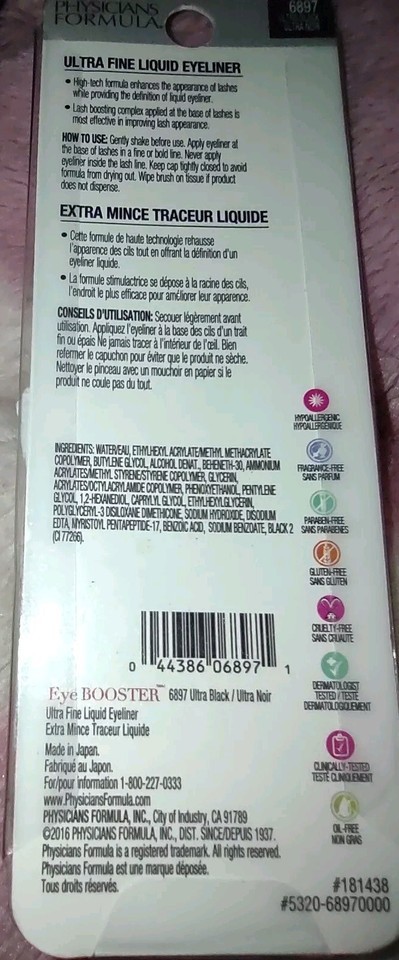 PHYSICIANS
FORMULA
6897
ULTRA FINE LIQUID EYELINER
• High-tech formula enhances the appearance of lashes
while providing the definition of liquid eyeliner.
• Lash boosting complex applied at the base of lashes is
most effective in improving lash appearance.
HOW TO USE: Gently shake before use. Apply eyeliner at
the base of lashes in a fine or bold line. Never apply
eyeliner inside the lash line. Keep cap tightly closed to avoid
formula from drying out. Wipe brush on tissue if product
does not dispense.
EXTRA MINCE TRACEUR LIQUIDE
• Cette formule de haute technologie rehausse
l'apparence des cils tout en offrant la définition d'un
eyeliner liquide.
• La formule stimulactrice se dépose à la racine des cils,
l'endroit le plus efficace pour améliorer leur apparence.
CONSEILS D'UTILISATION: Secouer légèrement avant
utilisation. Appliquez l'eyeliner à la base des cils d'un trait
fin ou épais Ne jamais tracer à l'intérieur de l'œil. Bien
refermer le capuchon pour éviter que le produit ne sèche.
Nettoyer le pinceau avec un mouchoir en papier si le
produit ne coule pas du tout.
HYPOALLERGENIC
HYPOALLERGÉNIQUE
INGREDIENTS: WATER/EAU, ETHYLHEXYL ACRYLATE/METHYL METHACRYLATE
COPOLYMER, BUTYLENE GLYCOL, ALCOHOL DENAT., BEHENETH-30, AMMONIUM
ACRYLATES/METHYL STYRENE/STYRENE COPOLYMER, GLYCERIN,
ACRYLATES/OCTYLACRYLAMIDE COPOLYMER, PHENOXYETHANOL, PENTYLENE
GLYCOL, 1,2-HEXANEDIOL, CAPRYLYL GLYCOL, ETHYLHEXYLGLYCERIN,
POLYGLYCERYL-3 DISILOXANE DIMETHICONE, SODIUM HYDROXIDE, DISODIUM
EDTA, MYRISTOYL PENTAPEPTIDE-17, BENZOIC ACID, SODIUM BENZOATE, BLACK 2
(CI 77266).
FRAGRANCE-FREE
SANS PARFUM
PARABEN-FREE
SANS PARABENES
GLUTEN-FREE
SANS GLUTEN
CRUELTY-FREE
SANS CRUAUTE
DERMATOLOGIST
TESTED / TESTÉ
DERMATOLOGIQUEMENT
CLINICALLY-TESTED
TESTÉ CLINIQUEMENT
OIL-FREE
NON GRAS
0 44386 06897 1
Eye BOOSTER™ 6897 Ultra Black / Ultra Noir
Ultra Fine Liquid Eyeliner
Extra Mince Traceur Liquide
Made in Japan.
Fabriqué au Japon.
For/pour information 1-800-227-0333
www.PhysiciansFormula.com
PHYSICIANS FORMULA, INC., City of Industry, CA 91789
©2016 PHYSICIANS FORMULA, INC., DIST. SINCE/DEPUIS 1937.
Physicians Formula is a registered trademark. All rights reserved.
Physicians Formula est une marque déposée.
Tous droits réservés.
#181438
#5320-68970000